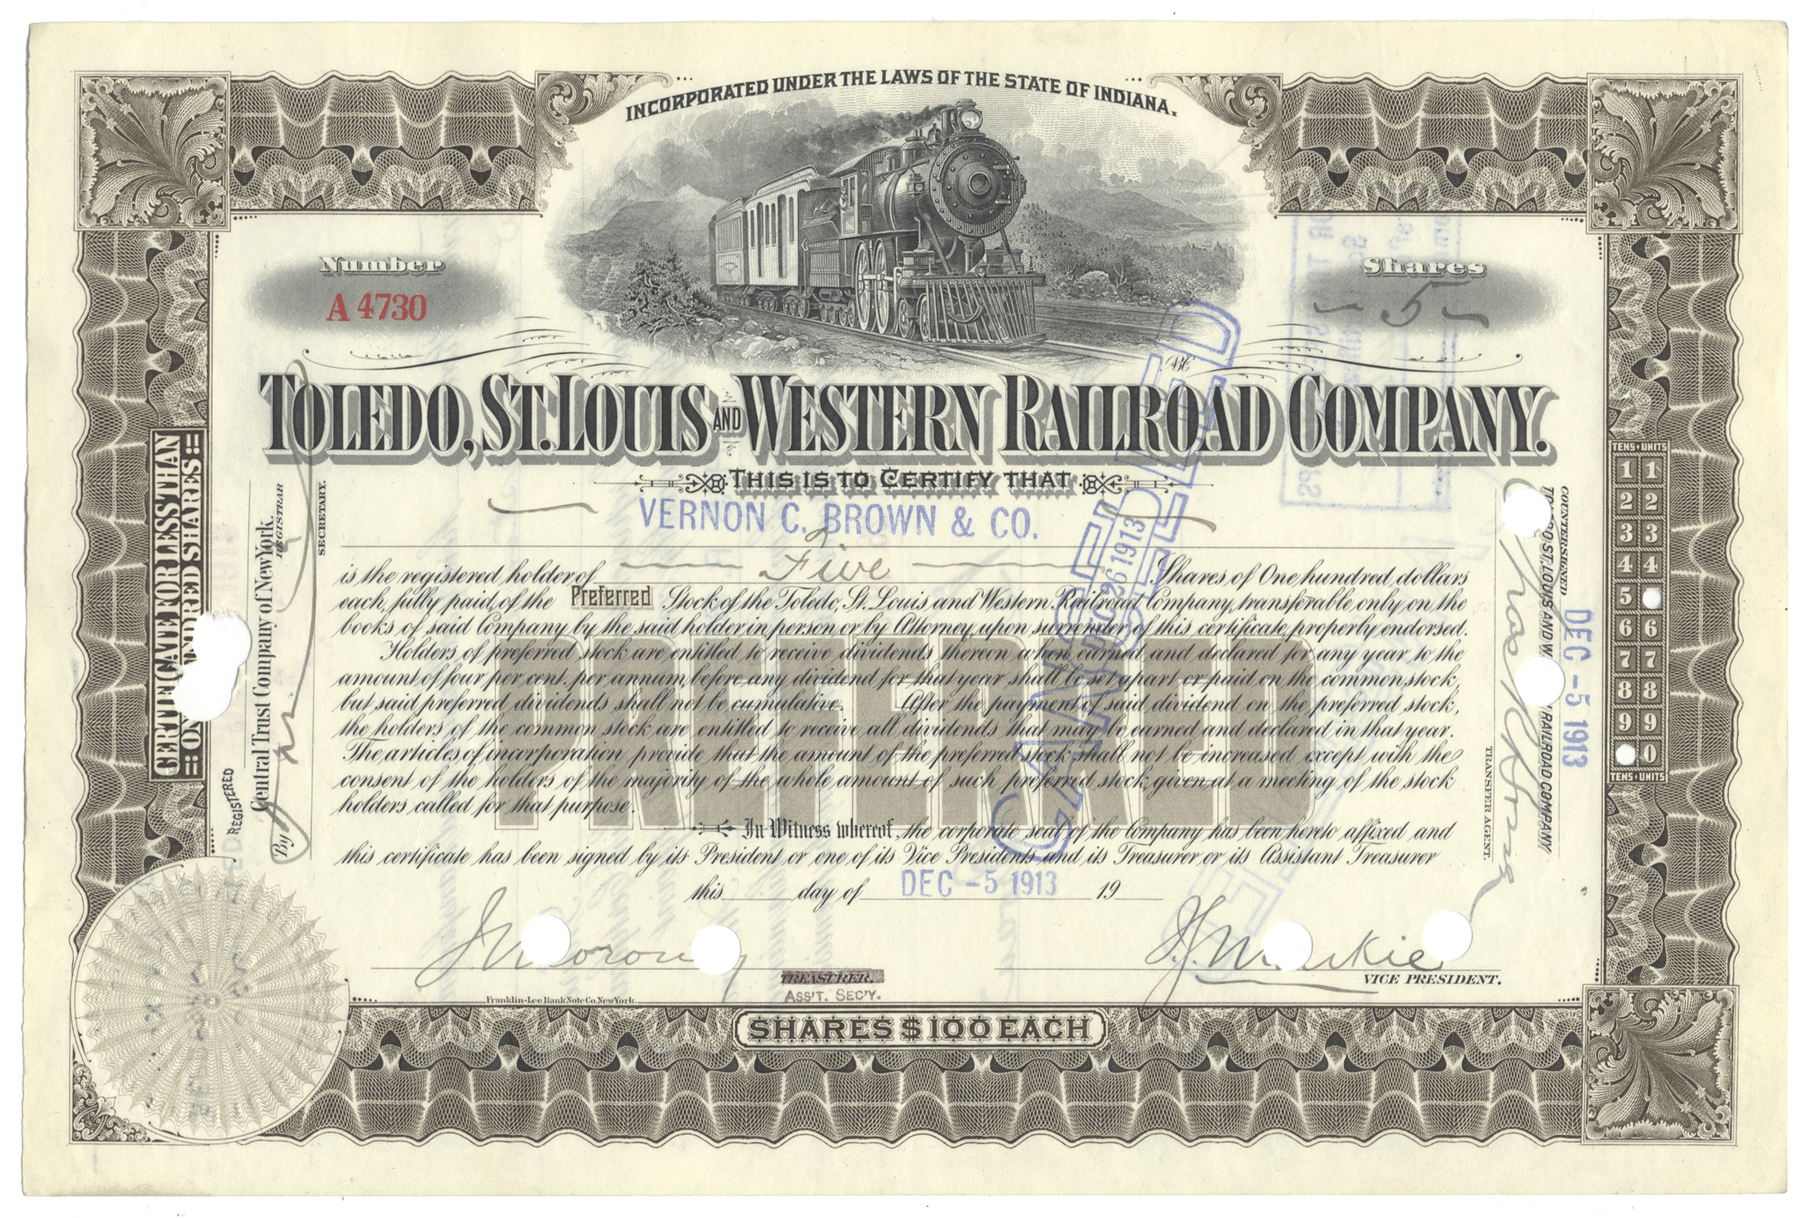 INCORPORATED UNDER THE LAWS OF THE STATE OF INDIANA.
Number
A 4730
Shares
5
TOLEDO, ST. LOUIS AND WESTERN RAILROAD COMPANY.
THIS IS TO CERTIFY THAT
VERNON C. BROWN & CO.
is the registered holder of Five Shares, of One hundred dollars
each, fully paid, of the Preferred Stock of the Toledo, St. Louis and Western Railroad Company, transferable only on the
books of said Company by the said holder in person or by Attorney, upon surrender of this certificate, properly endorsed.
Holders of preferred stock are entitled to receive dividends thereon when earned and declared for any year to the
amount of four per cent. per annum, before any dividend for that year shall be set apart or paid on the common stock,
but said preferred dividends shall not be cumulative. After the payment of said dividend on the preferred stock,
the holders of the common stock are entitled to receive all dividends that may be earned and declared in that year.
The articles of incorporation provide that the amount of the preferred stock shall not be increased except with the
consent of the holders of the majority of the whole amount of such preferred stock, given at a meeting of the stock
holders called for that purpose.
PREFERRED
In Witness whereof, the corporate seal of the Company has been hereto affixed and
this certificate has been signed by its President or one of its Vice Presidents and its Treasurer or its Assistant Treasurer
this day of DEC -5 1913 19
TREASURER.
ASS'T. SEC'Y.
VICE PRESIDENT.
Franklin-Lee Bank Note Co. New York.
SHARES $100 EACH
CERTIFICATE FOR LESS THAN
ONE HUNDRED SHARES
REGISTERED
Central Trust Company of New York.
REGISTRAR
By
SECRETARY.
CANCELLED
COUNTERSIGNED
DEC -5 1913
TRANSFER AGENT.
TENS UNITS
1 1
2 2
3 3
4 4
5
6 6
7 7
8 8
9 9
0
TENS UNITS